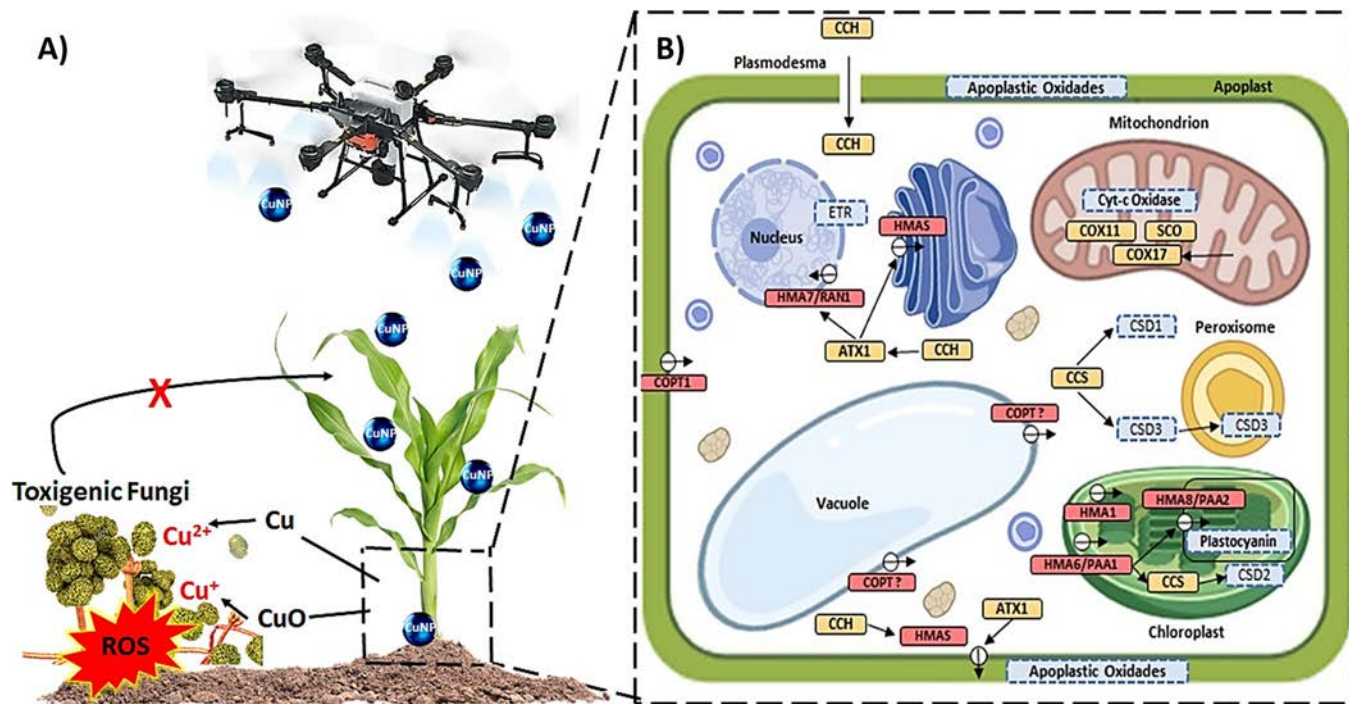 A)
CuNP
CuNP
CuNP
CuNP
CuNP
CuNP
X
Toxigenic Fungi
Cu2+
Cu
Cu+
CuO
ROS
CuNP
B)
CCH
Plasmodesma
Apoplastic Oxidades
Apoplast
CCH
Mitochondrion
ETR
Nucleus
HMAS
HMA7/RAN1
Cyt-c Oxidase
COX11
SCO
COX17
ATX1
CCH
COPT1
CSD1
Peroxisome
CCS
CSD3
CSD3
COPT ?
Vacuole
COPT ?
HMA1
HMA8/PAA2
Plastocyanin
HMA6/PAA1
CCS
CSD2
Chloroplast
CCH
HMAS
ATX1
Apoplastic Oxidades